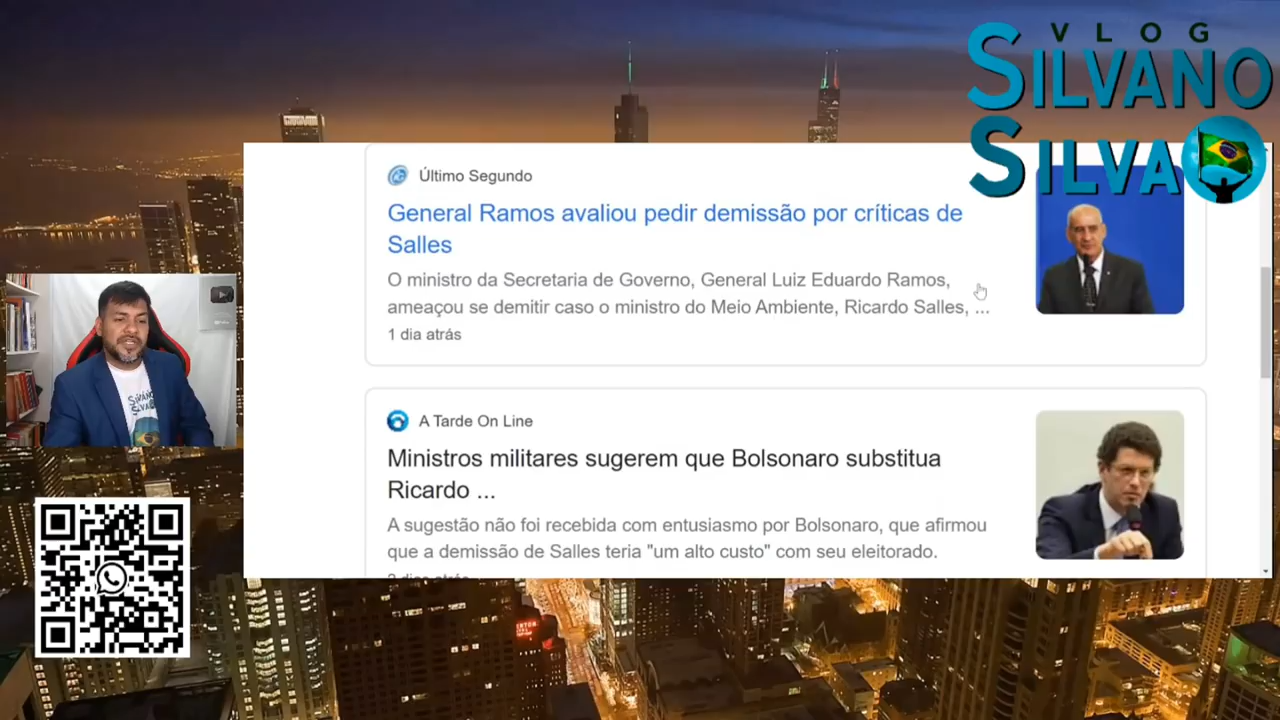 VLOG
SILVANO
SILVA
Último Segundo
General Ramos avaliou pedir demissão por críticas de
Salles
O ministro da Secretaria de Governo, General Luiz Eduardo Ramos,
ameaçou se demitir caso o ministro do Meio Ambiente, Ricardo Salles, ...
1 dia atrás
A Tarde On Line
Ministros militares sugerem que Bolsonaro substitua
Ricardo ...
A sugestão não foi recebida com entusiasmo por Bolsonaro, que afirmou
que a demissão de Salles teria "um alto custo" com seu eleitorado.
SILVANO
SILVA